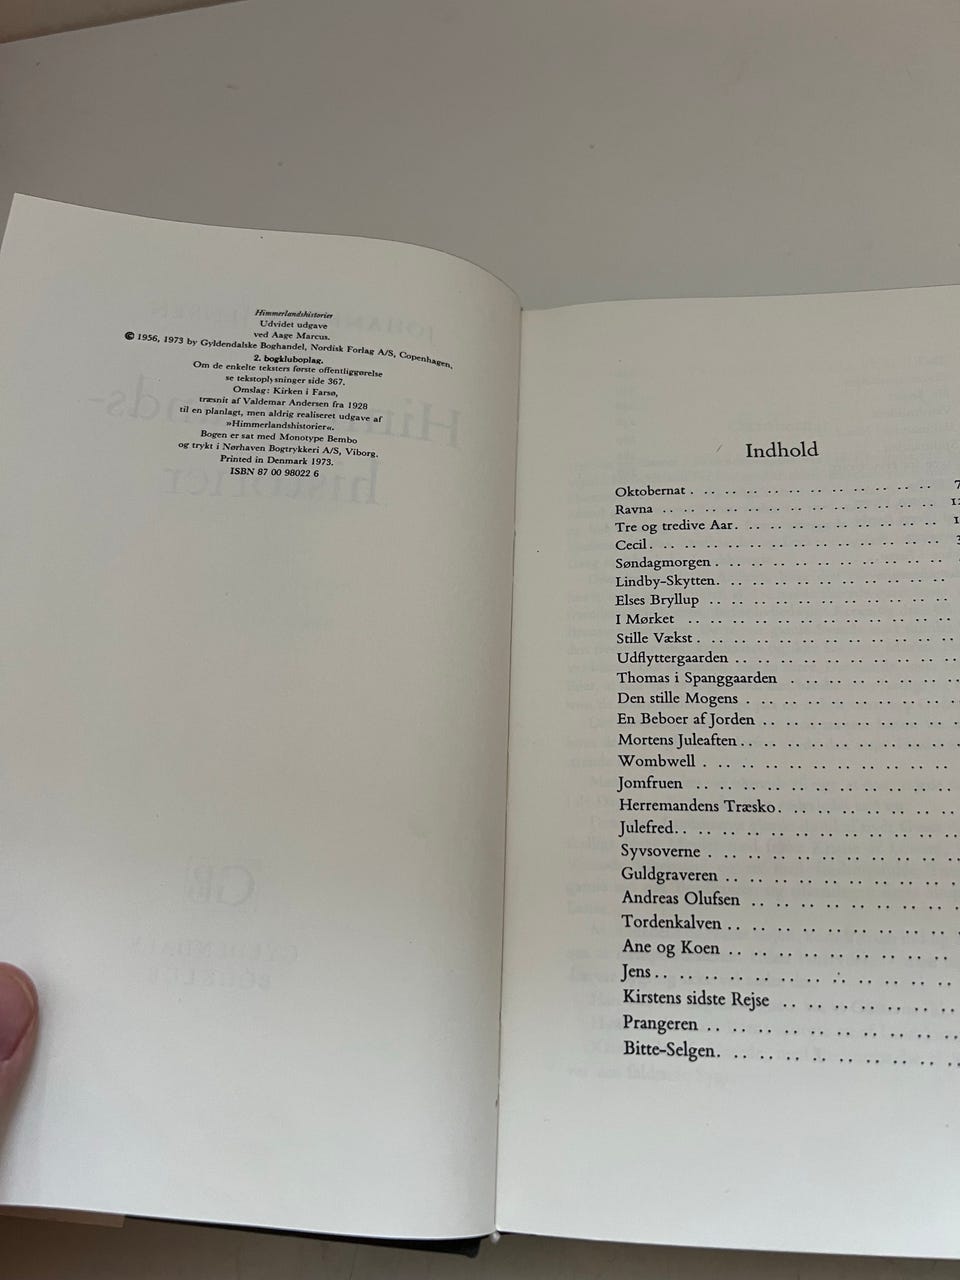 Himmerlandshistorier
Udvidet udgave
ved Aage Marcus.
© 1956, 1973 by Gyldendalske Boghandel, Nordisk Forlag A/S, Copenhagen,
2. bogkluboplag.
Om de enkelte teksters første offentliggørelse
se tekstoplysninger side 367.
Omslag: Kirken i Farsø,
træsnit af Valdemar Andersen fra 1928
til en planlagt, men aldrig realiseret udgave af
»Himmerlandshistorier«.
Bogen er sat med Monotype Bembo
og trykt i Nørhaven Bogtrykkeri A/S, Viborg.
Printed in Denmark 1973.
ISBN 87 00 98022 6
Indhold
Oktobernat . . . . . . . . . . . . . . . . . . . . 7
Ravna . . . . . . . . . . . . . . . . . . . .
Tre og tredive Aar . . . . . . . . . . . . . . . . . .
Cecil . . . . . . . . . . . . . . . . . . . .
Søndagmorgen . . . . . . . . . . . . . . . . . .
Lindby-Skytten . . . . . . . . . . . . . . . . . .
Elses Bryllup . . . . . . . . . . . . . . . . . .
I Mørket . . . . . . . . . . . . . . . . . .
Stille Vækst . . . . . . . . . . . . . . . . . .
Udflyttergaarden . . . . . . . . . . . . . . . . . .
Thomas i Spanggaarden . . . . . . . . . . . . . . .
Den stille Mogens . . . . . . . . . . . . . . . . . .
En Beboer af Jorden . . . . . . . . . . . . . . . . .
Mortens Juleaften . . . . . . . . . . . . . . . . . .
Wombwell . . . . . . . . . . . . . . . . . .
Jomfruen . . . . . . . . . . . . . . . . . .
Herremandens Træsko . . . . . . . . . . . . . . .
Julefred . . . . . . . . . . . . . . . . . .
Syvsoverne . . . . . . . . . . . . . . . . . .
Guldgraveren . . . . . . . . . . . . . . . . . .
Andreas Olufsen . . . . . . . . . . . . . . . . . .
Tordenkalven . . . . . . . . . . . . . . . . . .
Ane og Koen . . . . . . . . . . . . . . . . . .
Jens . . . . . . . . . . . . . . . . . .
Kirstens sidste Rejse . . . . . . . . . . . . . . .
Prangeren . . . . . . . . . . . . . . . . . .
Bitte-Selgen . . . . . . . . . . . . . . . . . .